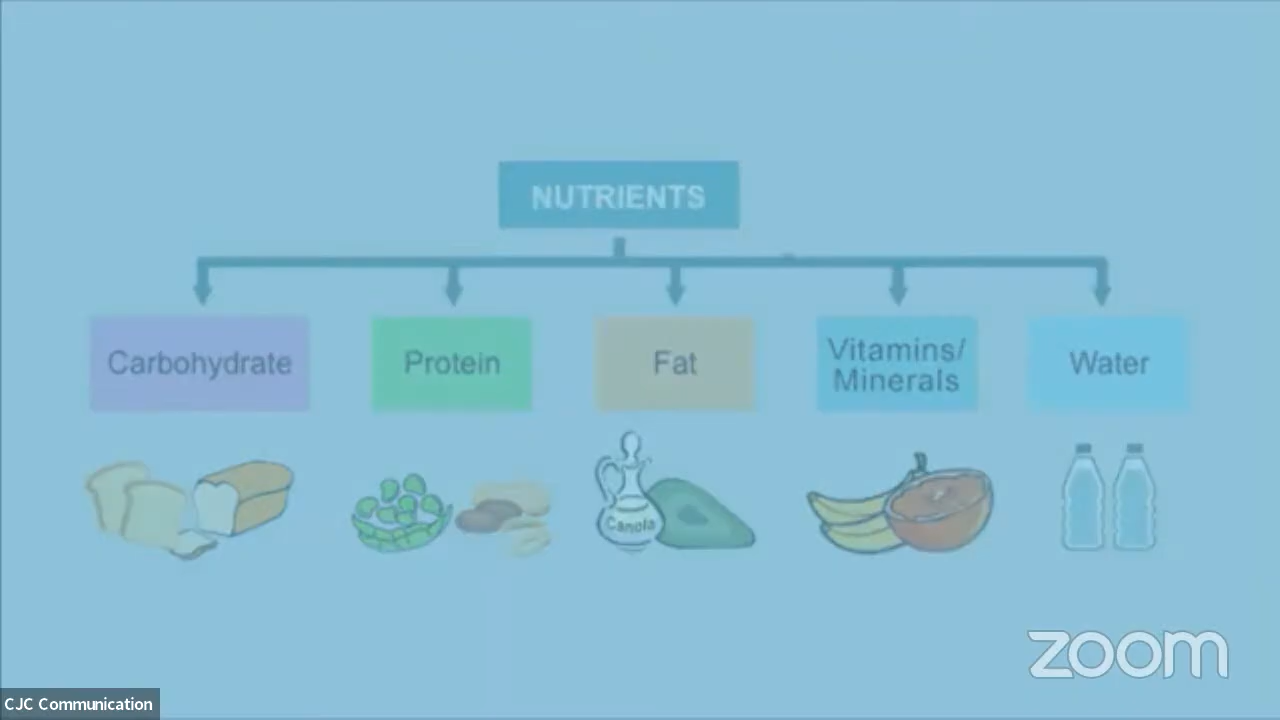 NUTRIENTS
Carbohydrate
Protein
Fat
Vitamins/
Minerals
Water
Canola
zoom
CJC Communication